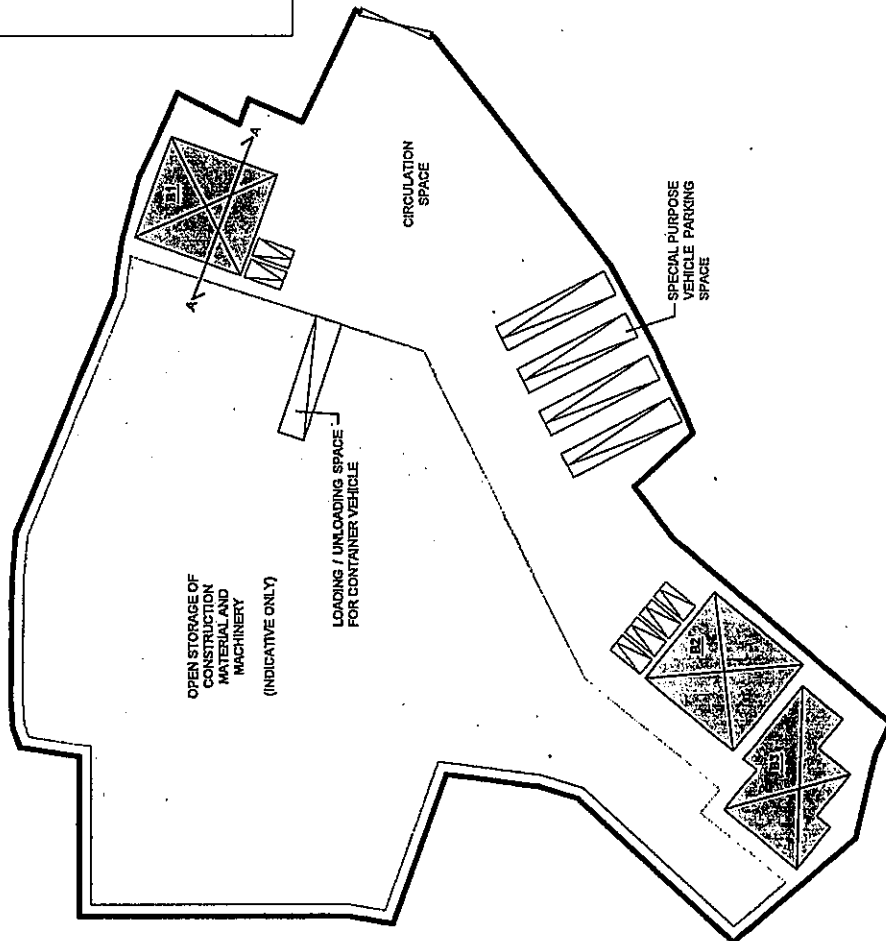 B1
A
A
CIRCULATION
SPACE
SPECIAL PURPOSE
VEHICLE PARKING
SPACE
LOADING / UNLOADING SPACE
FOR CONTAINER VEHICLE
OPEN STORAGE OF
CONSTRUCTION
MATERIAL AND
MACHINERY
(INDICATIVE ONLY)
B2
B3